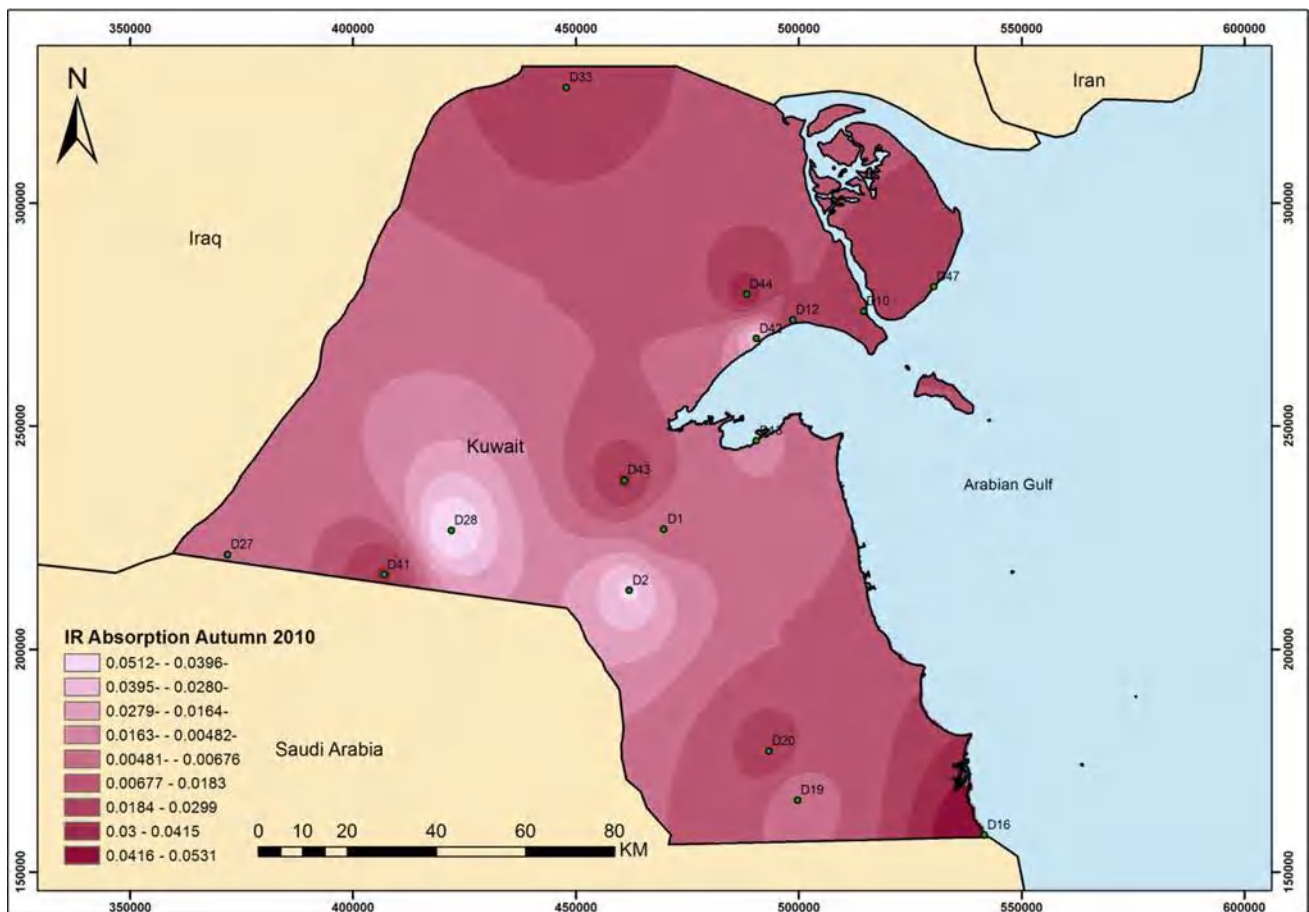 350000 400000 450000 500000 550000 600000
N
Iran
D33
300000 300000
Iraq
D47
D44
D10
D12
D42
250000 250000
Kuwait
D43
Arabian Gulf
D1
D28
D27
D41
D2
200000 200000
IR Absorption Autumn 2010
0.0512- - 0.0396-
0.0395- - 0.0280-
0.0279- - 0.0164-
0.0163- - 0.00482-
0.00481- - 0.00676
0.00677 - 0.0183
0.0184 - 0.0299
0.03 - 0.0415
0.0416 - 0.0531
Saudi Arabia
D20
D19
D16
0 10 20 40 60 80
KM
150000 150000
350000 400000 450000 500000 550000 600000